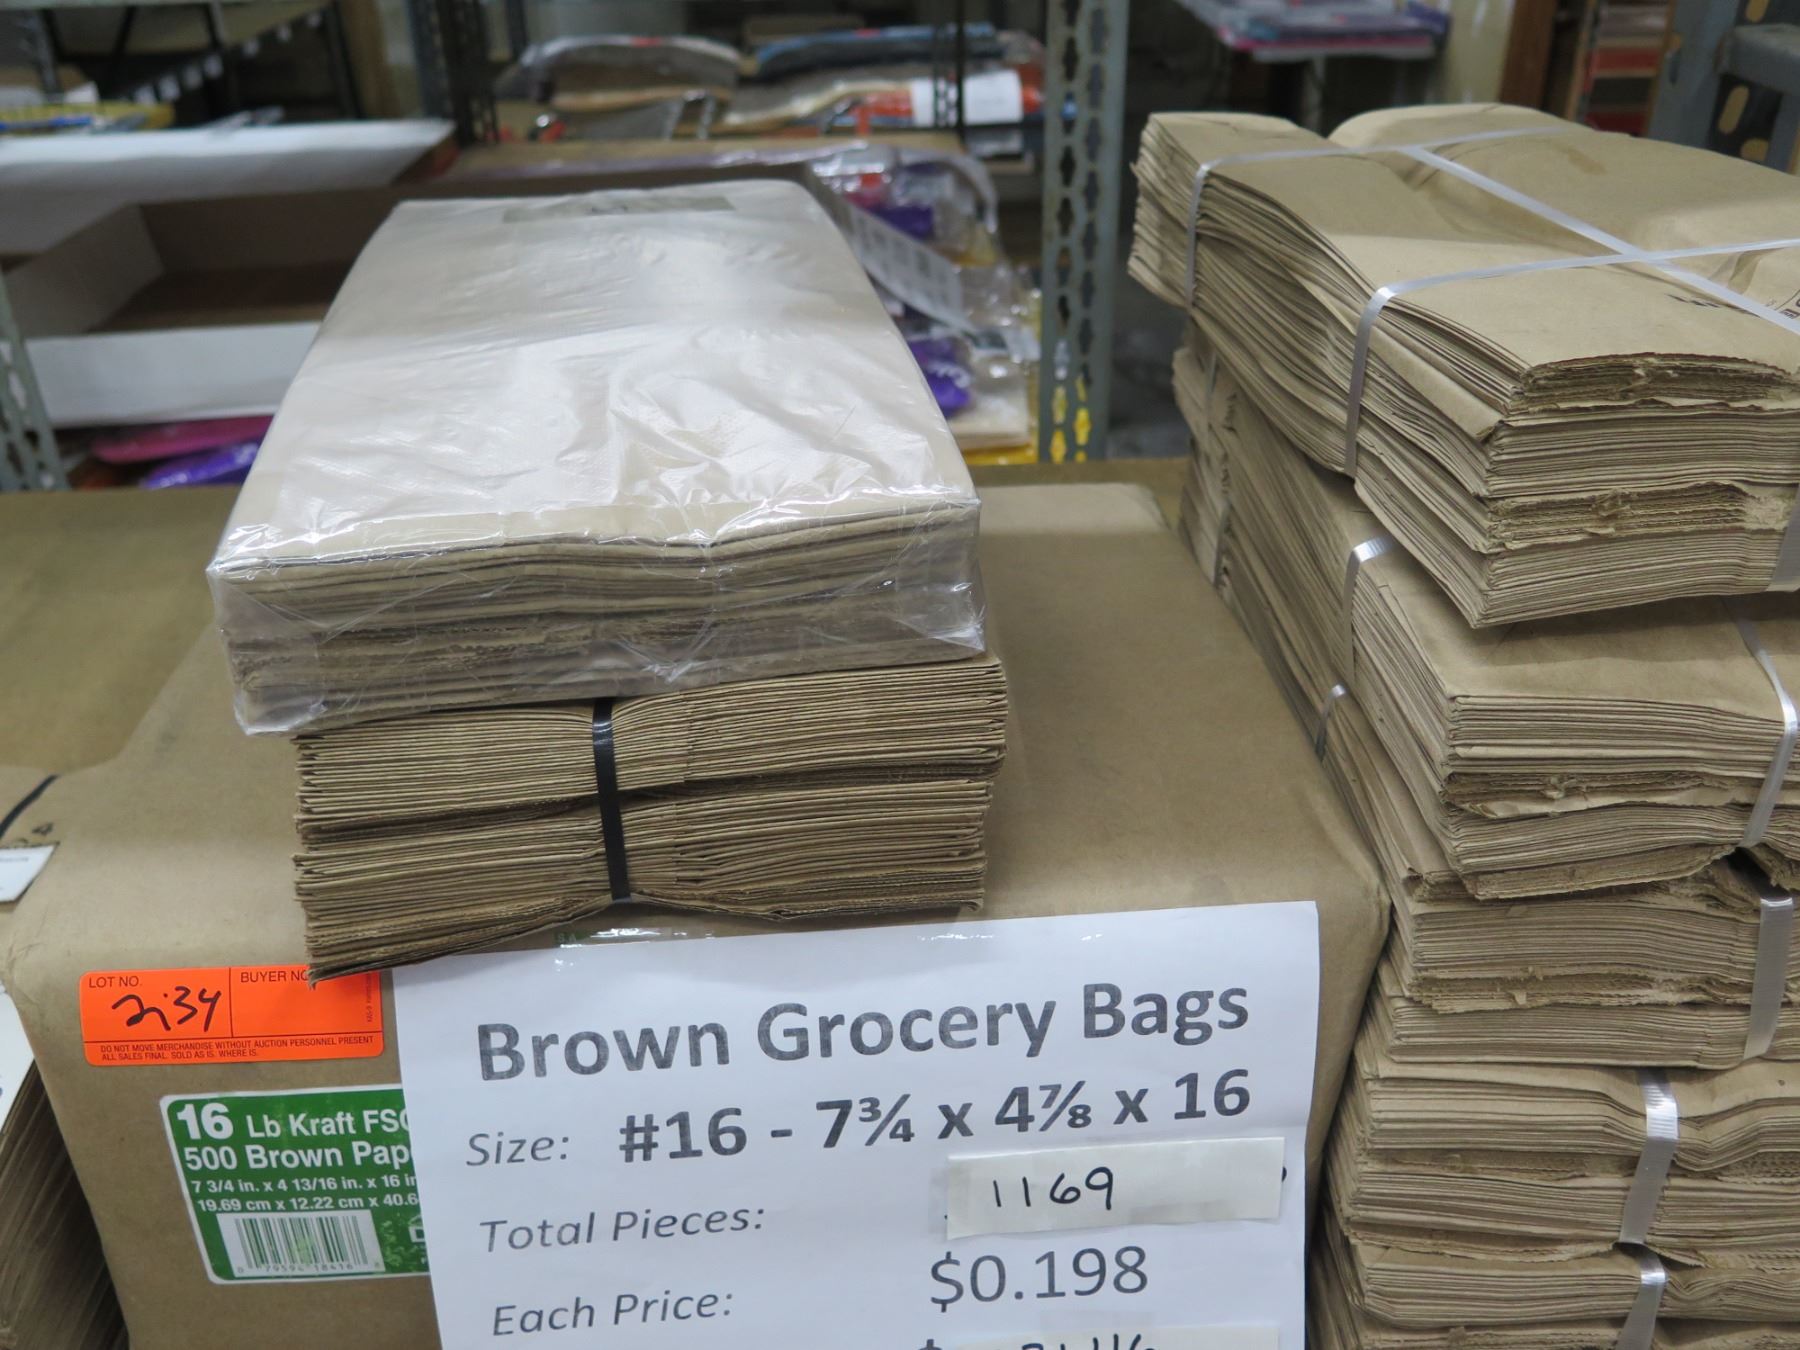 LOT NO.
BUYER NO
2;34
DO NOT MOVE MERCHANDISE WITHOUT AUCTION PERSONNEL PRESENT
ALL SALES FINAL. SOLD AS IS. WHERE IS.
16 Lb Kraft FSC
500 Brown Pap
7 3/4 in. x 4 13/16 in. x 16 in
19.69 cm x 12.22 cm x 40.6
Brown Grocery Bags
Size: #16 - 7¾ x 4⅞ x 16
Total Pieces: 1169
Each Price: $0.198